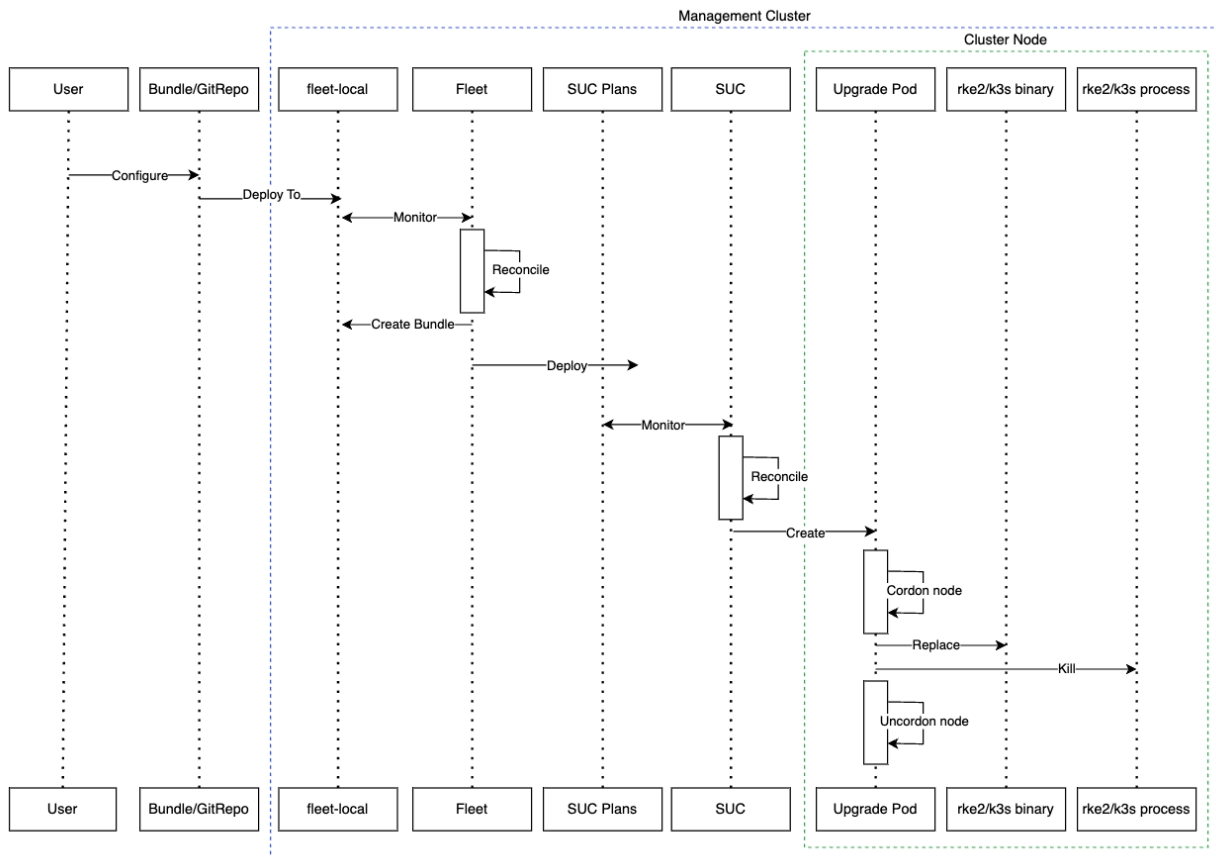 Management Cluster
Cluster Node
User
Bundle/GitRepo
fleet-local
Fleet
SUC Plans
SUC
Upgrade Pod
rke2/k3s binary
rke2/k3s process
Configure
Deploy To
Monitor
Reconcile
Create Bundle
Deploy
Monitor
Reconcile
Create
Cordon node
Replace
Kill
Uncordon node
User
Bundle/GitRepo
fleet-local
Fleet
SUC Plans
SUC
Upgrade Pod
rke2/k3s binary
rke2/k3s process